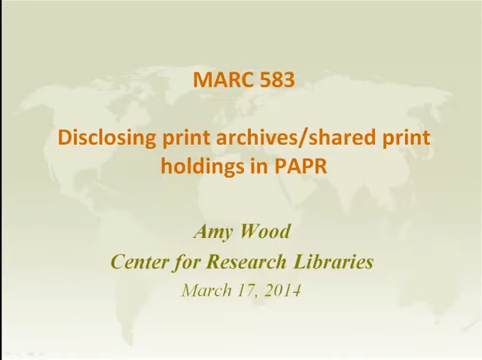 MARC 583
Disclosing print archives/shared print
holdings in PAPR
Amy Wood
Center for Research Libraries
March 17, 2014